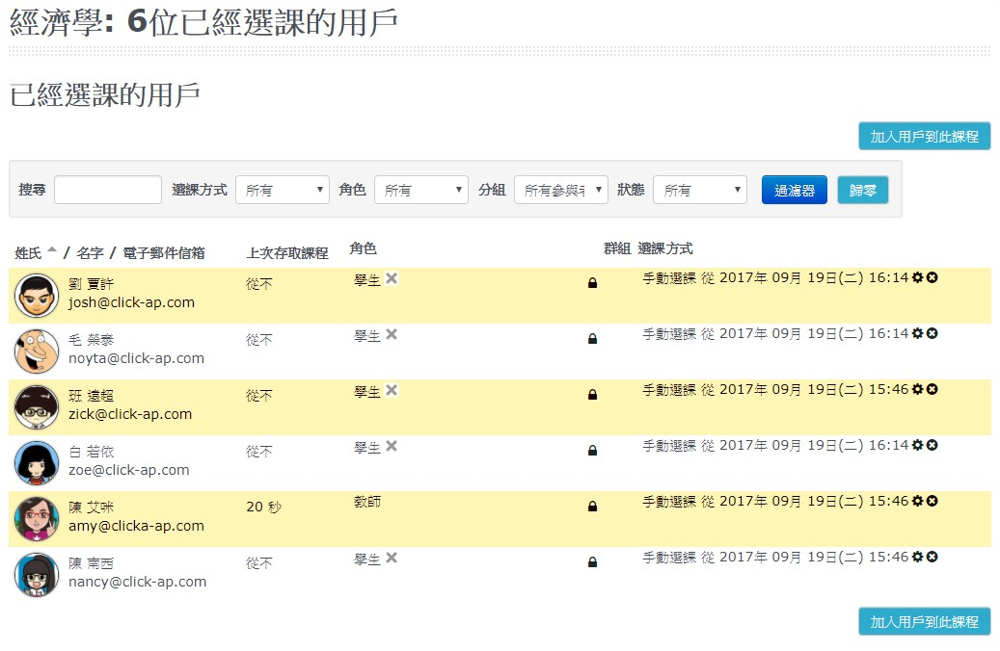 經濟學: 6位已經選課的用戶
已經選課的用戶
加入用戶到此課程
搜尋 選課方式 所有 角色 所有 分組 所有參與者 狀態 所有 過濾器 歸零
姓氏 / 名字 / 電子郵件信箱 上次存取課程 角色 群組 選課方式
劉 賈許 從不 學生 手動選課 從 2017年 09月 19日(二) 16:14
josh@click-ap.com
毛 榮泰 從不 學生 手動選課 從 2017年 09月 19日(二) 16:14
noyta@click-ap.com
班 遠超 從不 學生 手動選課 從 2017年 09月 19日(二) 15:46
zick@click-ap.com
白 若依 從不 學生 手動選課 從 2017年 09月 19日(二) 16:14
zoe@click-ap.com
陳 艾咪 20 秒 教師 手動選課 從 2017年 09月 19日(二) 15:46
amy@clicka-ap.com
陳 南西 從不 學生 手動選課 從 2017年 09月 19日(二) 15:46
nancy@click-ap.com
加入用戶到此課程